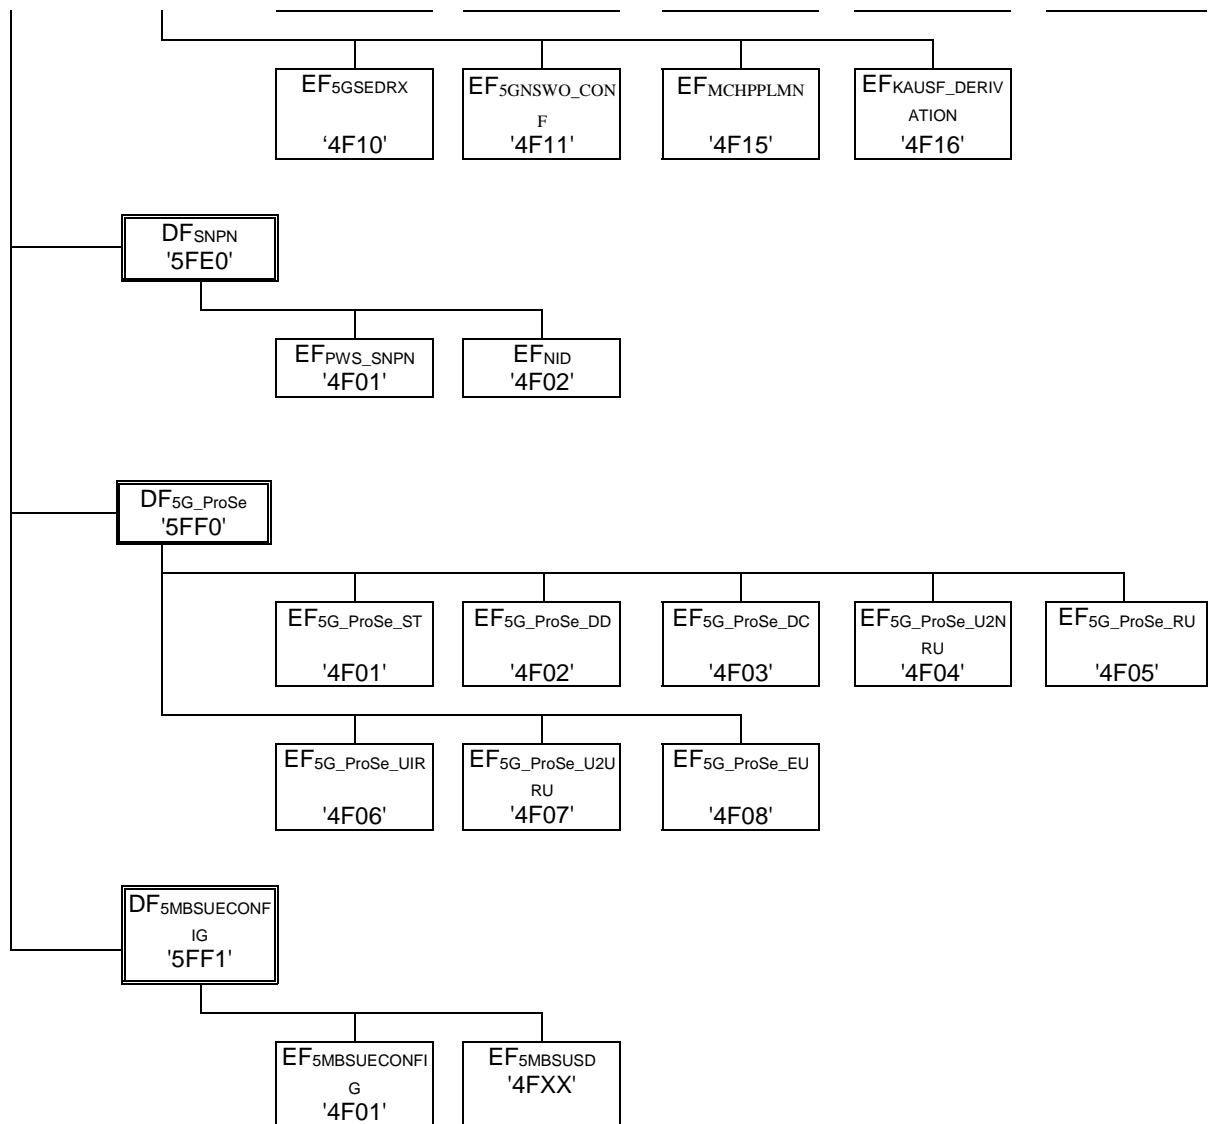 EF5GSEDRX
‘4F10'
EF5GNSWO_CON
F
'4F11'
EFMCHPPLMN
'4F15'
EFKAUSF_DERIV
ATION
'4F16'
DFSNPN
'5FE0'
EFPWS_SNPN
'4F01'
EFNID
'4F02'
DF5G_ProSe
'5FF0'
EF5G_ProSe_ST
'4F01'
EF5G_ProSe_DD
'4F02'
EF5G_ProSe_DC
'4F03'
EF5G_ProSe_U2N
RU
'4F04'
EF5G_ProSe_RU
'4F05'
EF5G_ProSe_UIR
'4F06'
EF5G_ProSe_U2U
RU
'4F07'
EF5G_ProSe_EU
'4F08'
DF5MBSUECONF
IG
'5FF1'
EF5MBSUECONFI
G
'4F01'
EF5MBSUSD
'4FXX'